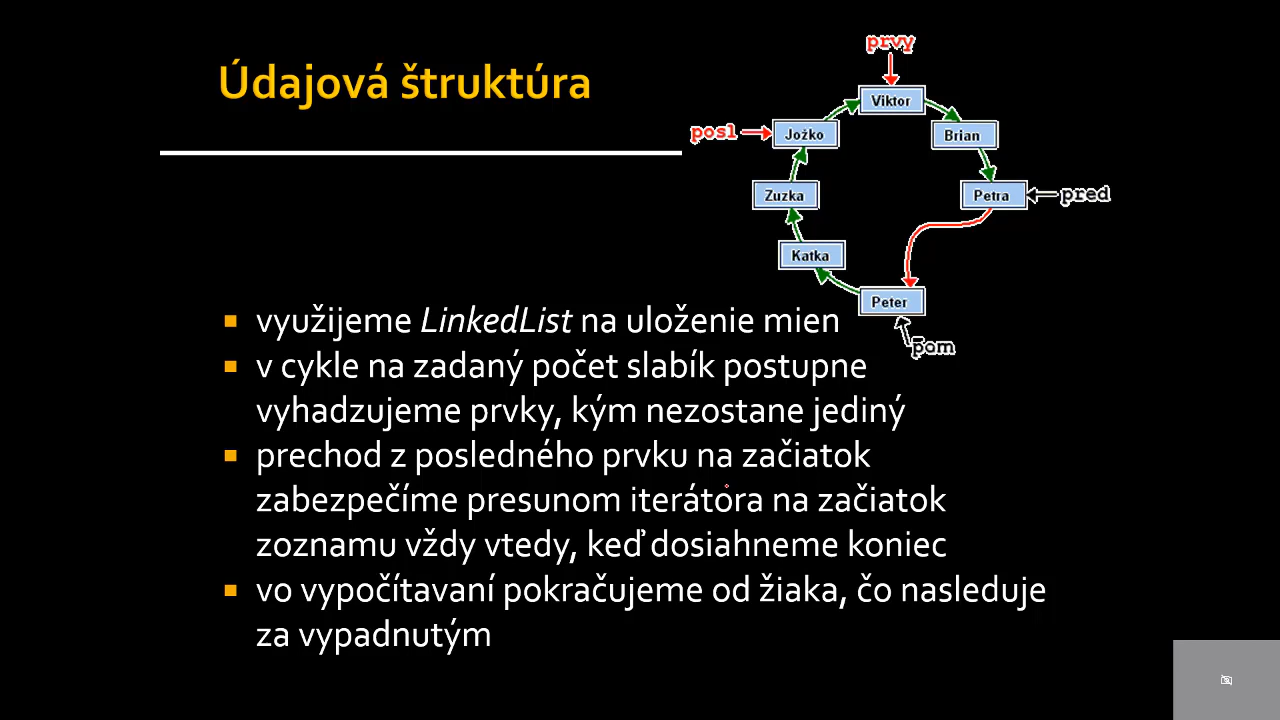 Údajová štruktúra
prvy
Viktor
posl
Jožko
Brian
Zuzka
Petra
pred
Katka
Peter
pom
využijeme LinkedList na uloženie mien
v cykle na zadaný počet slabík postupne
vyhadzujeme prvky, kým nezostane jediný
prechod z posledného prvku na začiatok
zabezpečíme presunom iterátora na začiatok
zoznamu vždy vtedy, keď dosiahneme koniec
vo vypočítavaní pokračujeme od žiaka, čo nasleduje
za vypadnutým